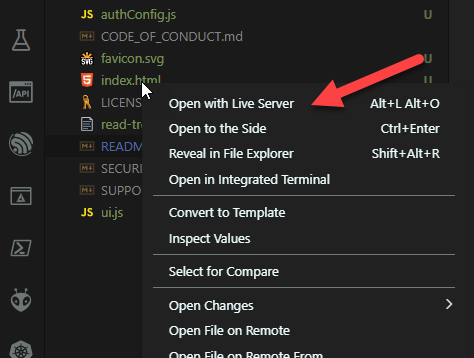 JS authConfig.js U
CODE_OF_CONDUCT.md
SVG favicon.svg U
index.html U
LICENS
Open with Live Server Alt+L Alt+O
read-tr
Open to the Side Ctrl+Enter
READM
Reveal in File Explorer Shift+Alt+R
SECURI
Open in Integrated Terminal
SUPPO
JS ui.js
Convert to Template
Inspect Values
Select for Compare
Open Changes
Open File on Remote
Open File on Remote From
/API